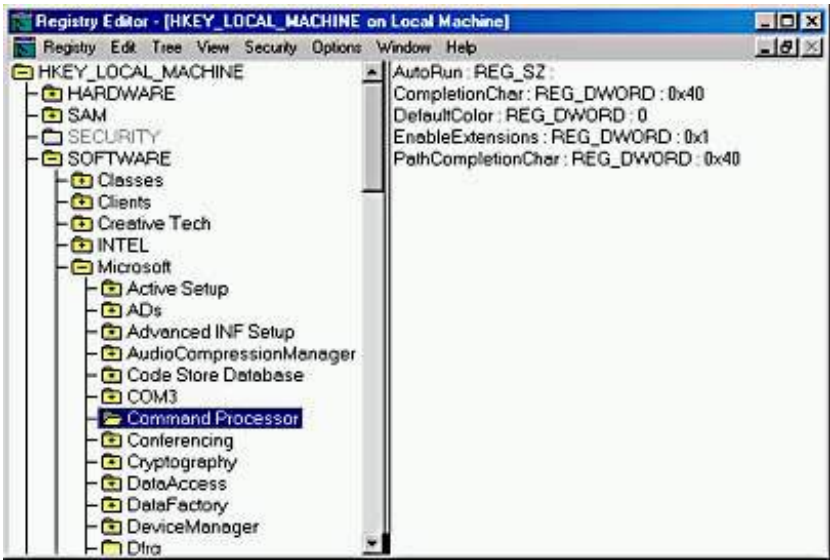 Registry Editor - [HKEY_LOCAL_MACHINE on Local Machine]
Registry Edit Tree View Security Options Window Help
HKEY_LOCAL_MACHINE
HARDWARE
SAM
SECURITY
SOFTWARE
Classes
Clients
Creative Tech
INTEL
Microsoft
Active Setup
ADs
Advanced INF Setup
AudioCompressionManager
Code Store Database
COM3
Command Processor
Conferencing
Cryptography
DataAccess
DataFactory
DeviceManager
AutoRun : REG_SZ :
CompletionChar : REG_DWORD : 0x40
DefaultColor : REG_DWORD : 0
EnableExtensions : REG_DWORD : 0x1
PathCompletionChar : REG_DWORD : 0x40